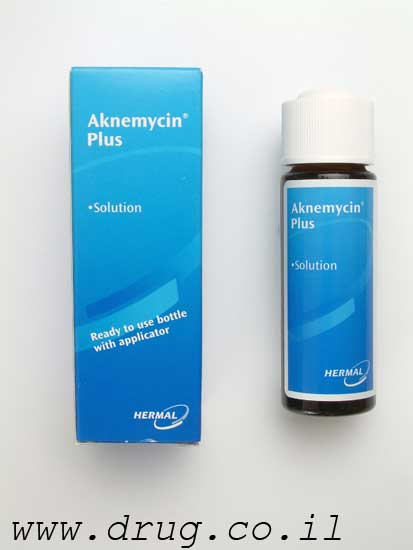 Aknemycin®
Plus
•Solution
Ready to use bottle
with applicator
HERMAL
Aknemycin®
Plus
•Solution
HERMAL
www.drug.co.il